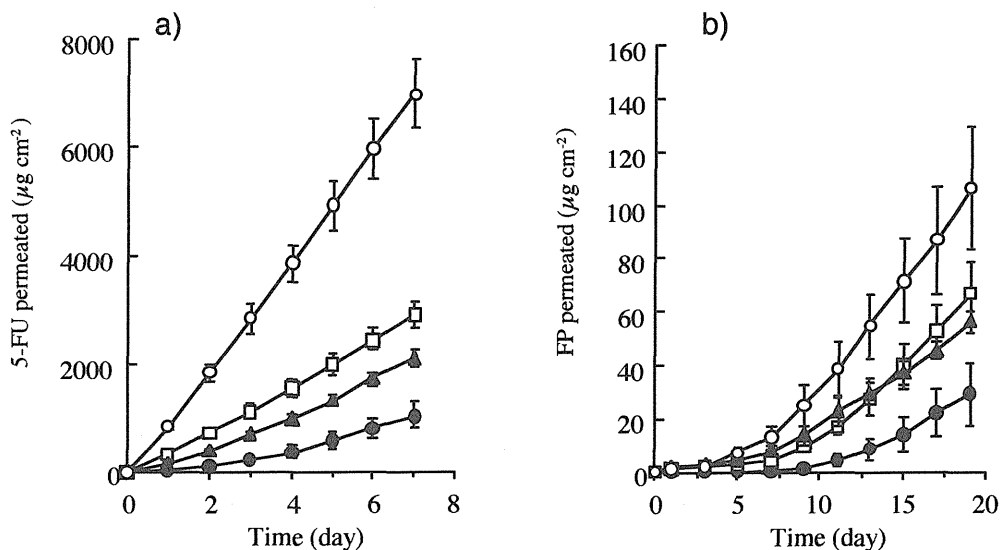 a)
8000
6000
4000
2000
0
5-FU permeated (µg cm⁻²)
0 2 4 6 8
Time (day)
b)
160
140
120
100
80
60
40
20
0
FP permeated (µg cm⁻²)
0 5 10 15 20
Time (day)